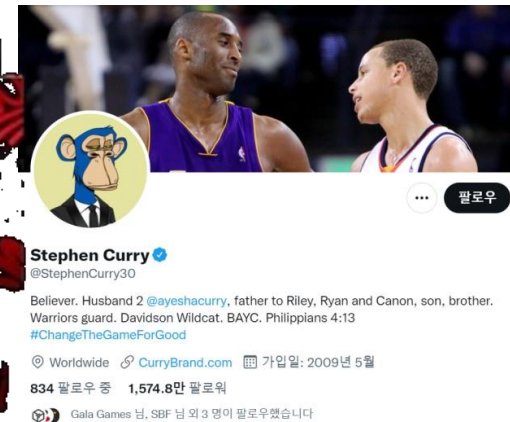 팔로우
Stephen Curry
@StephenCurry30
Believer. Husband 2 @ayeshacurry, father to Riley, Ryan and Canon, son, brother.
Warriors guard. Davidson Wildcat. BAYC. Philippians 4:13
#ChangeTheGameForGood
Worldwide CurryBrand.com 가입일: 2009년 5월
834 팔로우 중 1,574.8만 팔로워
Gala Games 님, SBF 님 외 3 명이 팔로우했습니다